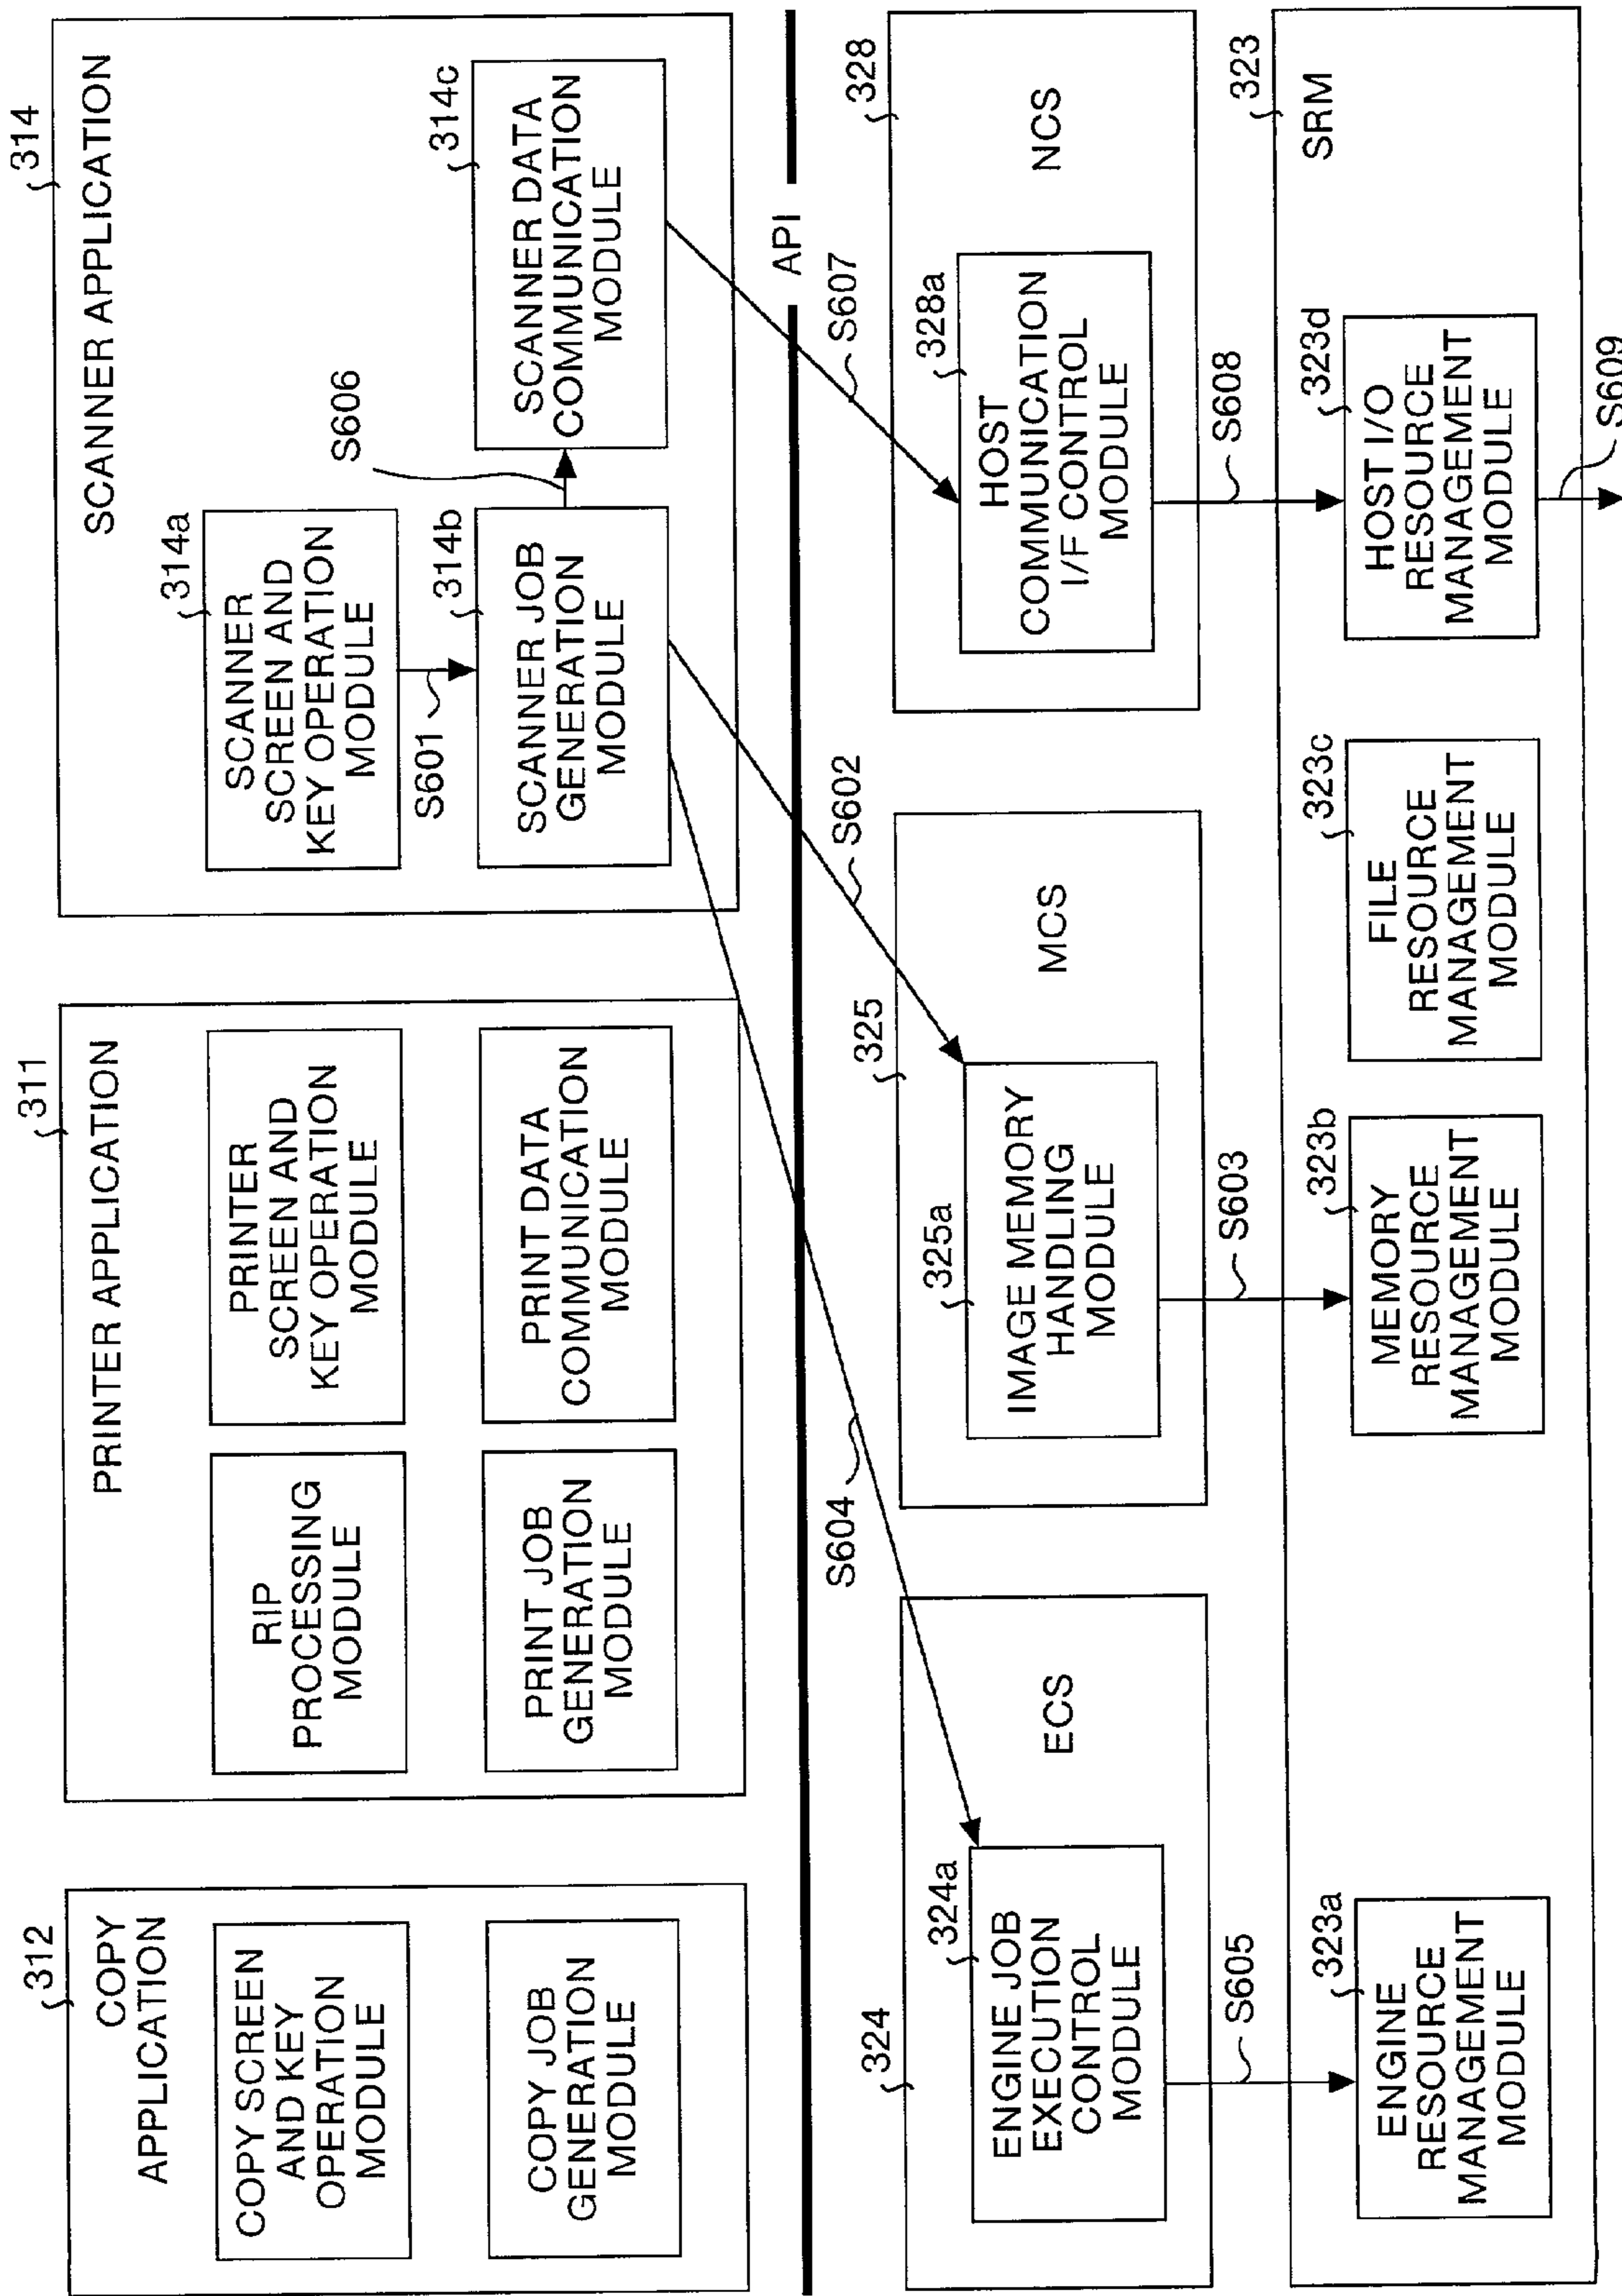 312
COPY
APPLICATION
COPY SCREEN
AND KEY
OPERATION
MODULE
COPY JOB
GENERATION
MODULE
311
PRINTER APPLICATION
RIP
PROCESSING
MODULE
PRINTER
SCREEN AND
KEY OPERATION
MODULE
PRINT JOB
GENERATION
MODULE
PRINT DATA
COMMUNICATION
MODULE
314
SCANNER APPLICATION
314a
SCANNER
SCREEN AND
KEY OPERATION
MODULE
S601
S606
314b
SCANNER JOB
GENERATION
MODULE
314c
SCANNER DATA
COMMUNICATION
MODULE
API
S604
S602
S607
324
324a
ENGINE JOB
EXECUTION
CONTROL
MODULE
ECS
325
325a
IMAGE MEMORY
HANDLING
MODULE
MCS
328
328a
HOST
COMMUNICATION
I/F CONTROL
MODULE
NCS
S605
S603
S608
323
SRM
323a
ENGINE
RESOURCE
MANAGEMENT
MODULE
323b
MEMORY
RESOURCE
MANAGEMENT
MODULE
323c
FILE
RESOURCE
MANAGEMENT
MODULE
323d
HOST I/O
RESOURCE
MANAGEMENT
MODULE
S609